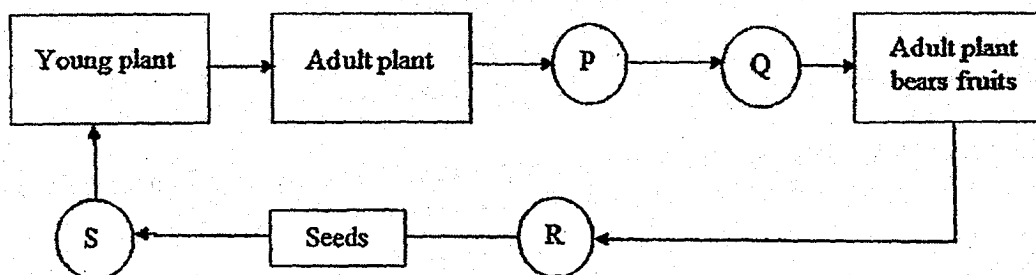 Young plant
Adult plant
P
Q
Adult plant
bears fruits
S
Seeds
R